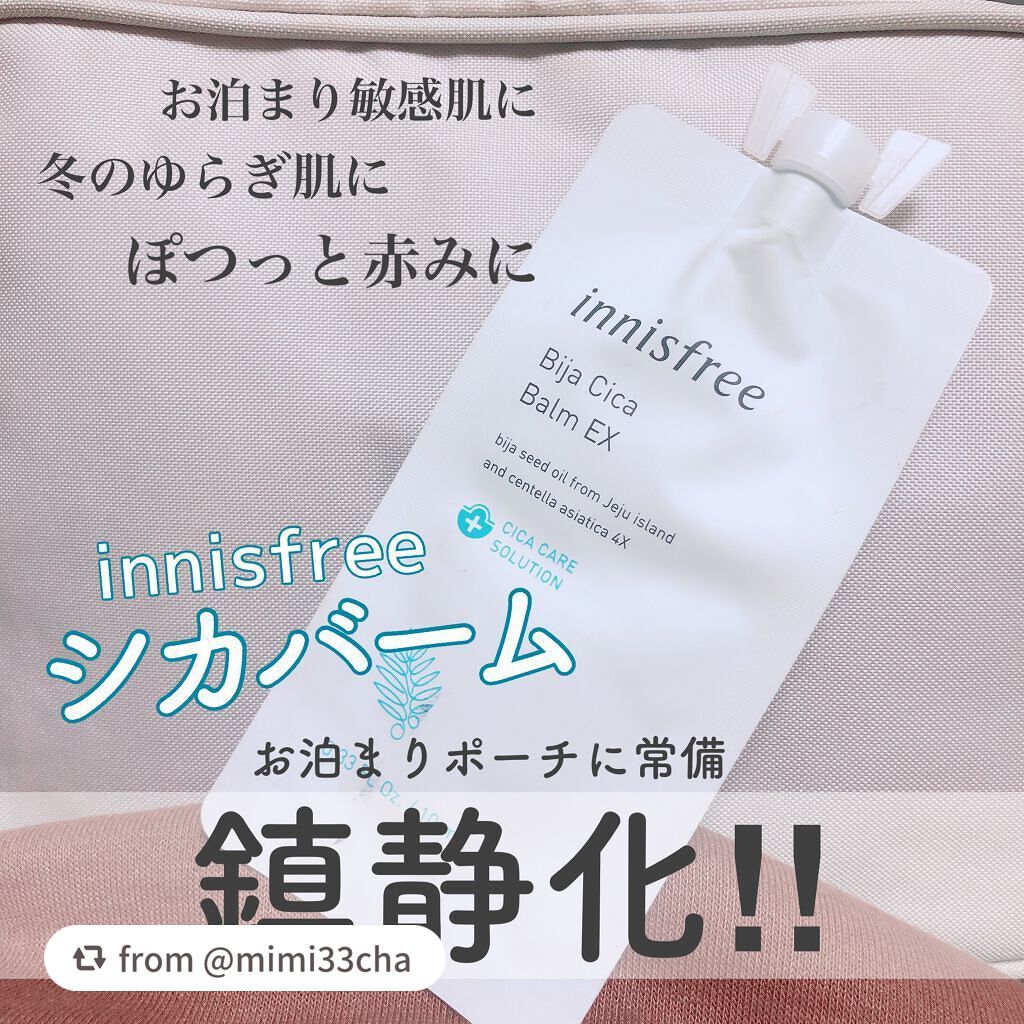 お泊まり敏感肌に
冬のゆらぎ肌に
ぽつっと赤みに
innisfree
Bija Cica
Balm EX
bija seed oil from Jeju island
and centella asiatica 4X
CICA CARE
SOLUTION
innisfree
シカバーム
お泊まりポーチに常備
鎮静化!!
from @mimi33cha